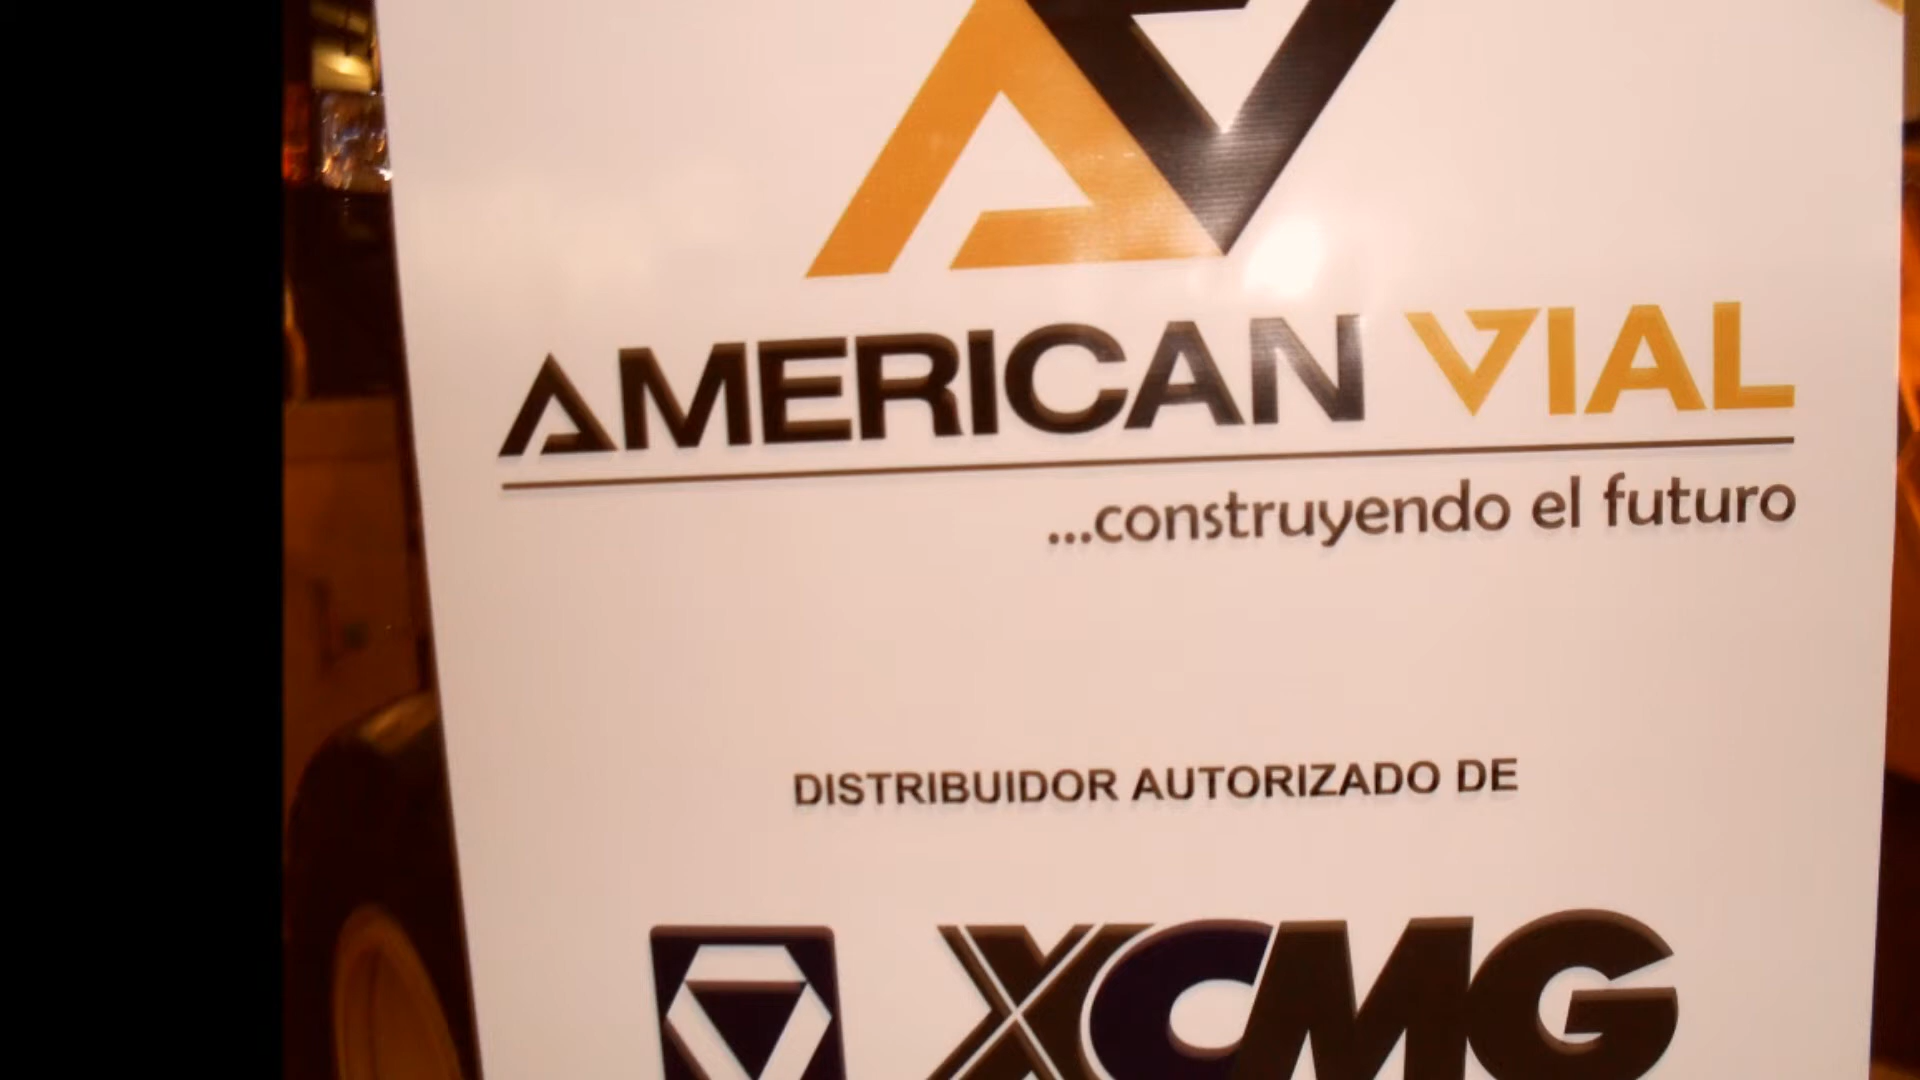 AMERICAN VIAL
...construyendo el futuro
DISTRIBUIDOR AUTORIZADO DE
XCMG